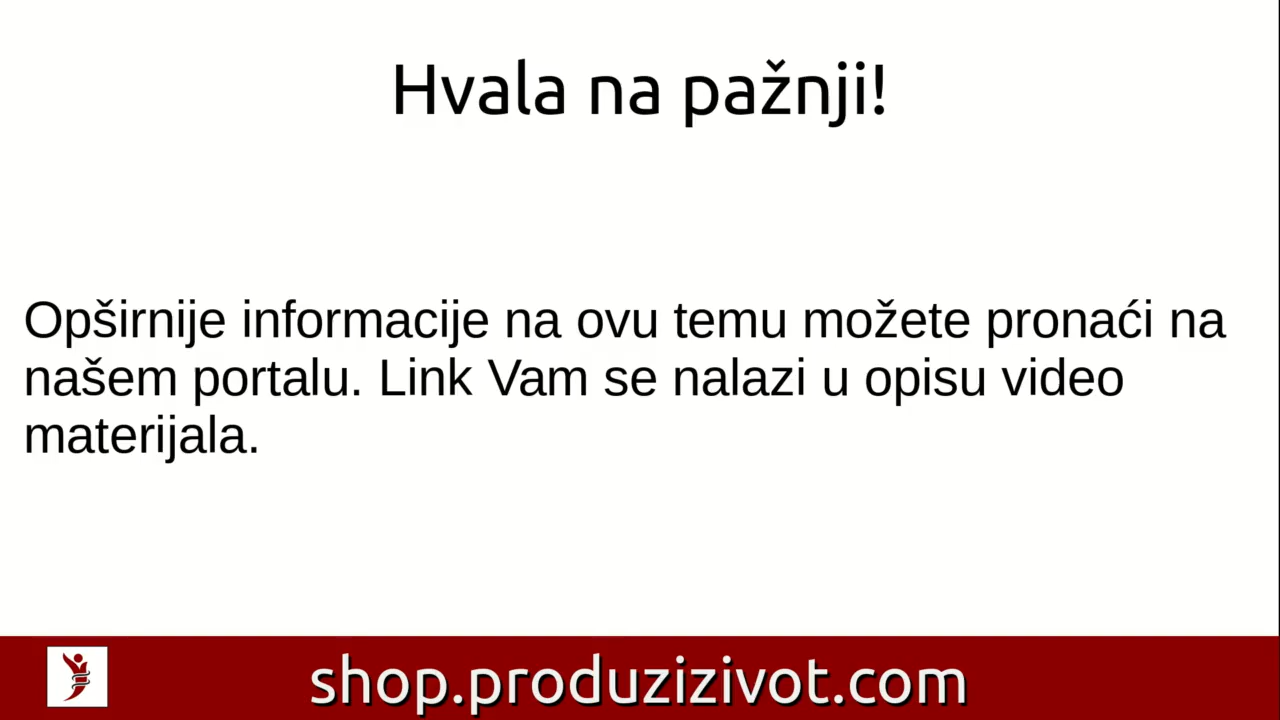 Hvala na pažnji!
Opširnije informacije na ovu temu možete pronaći na
našem portalu. Link Vam se nalazi u opisu video
materijala.
shop.produzizivot.com